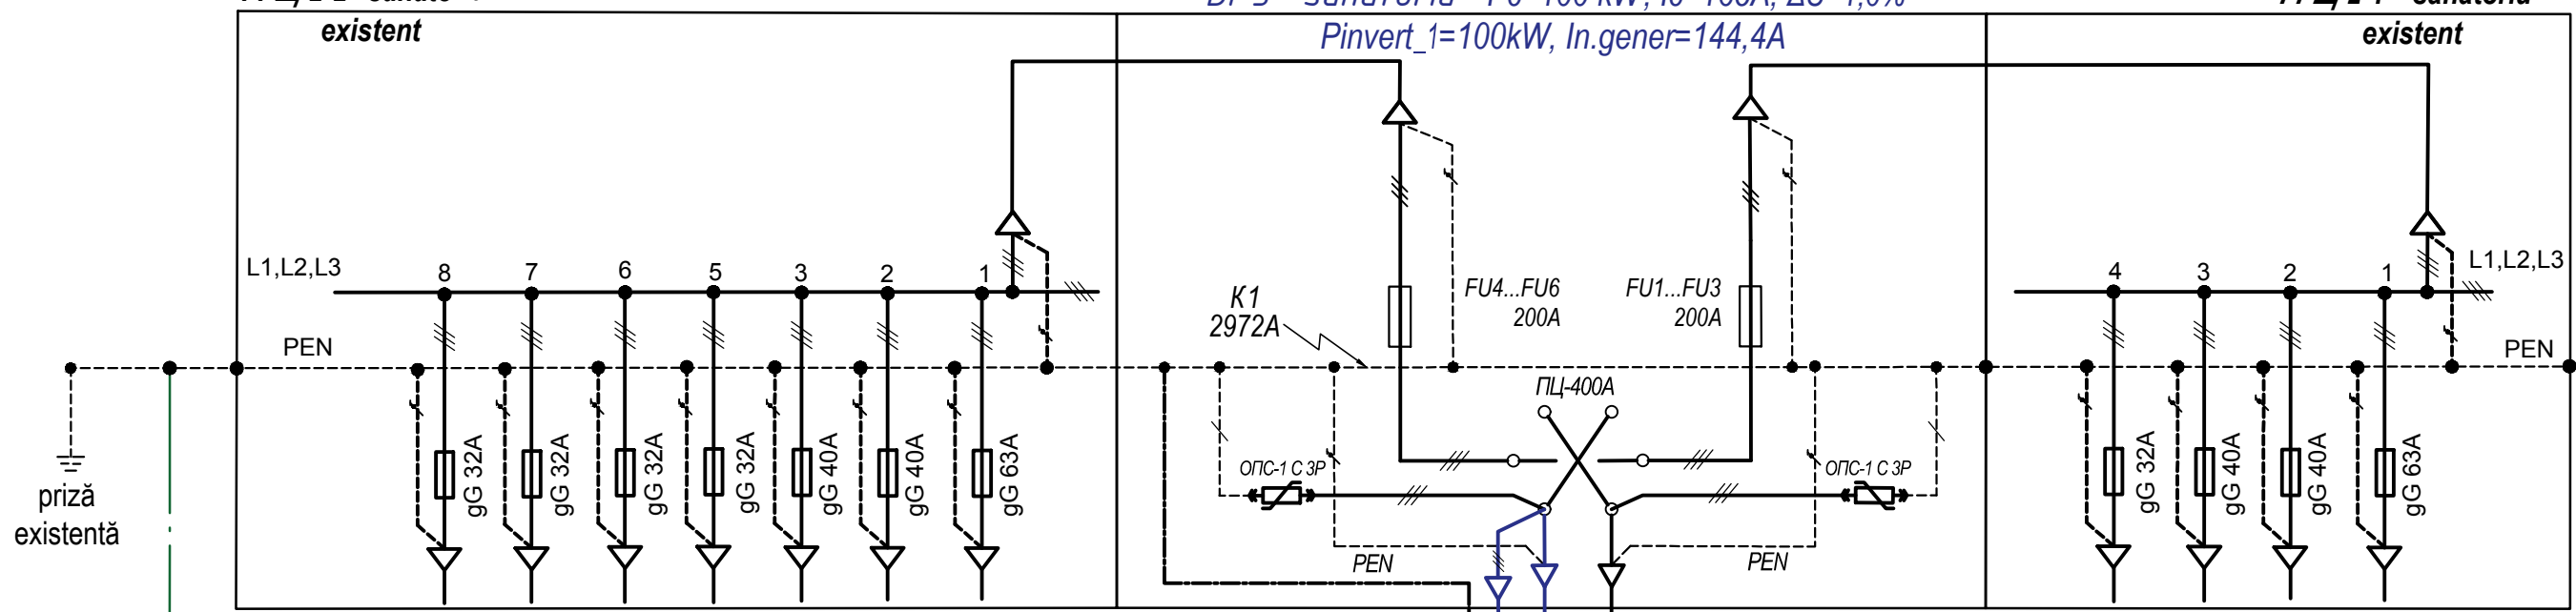 existent
Pinvert_1=100kW, In.gener=144,4A
existent
L1,L2,L3
8
7
6
5
3
2
1
K1
2972A
FU4...FU6
200A
FU1...FU3
200A
4
3
2
1
L1,L2,L3
PEN
PEN
ПЦ-400А
gG 32A
gG 32A
gG 32A
gG 32A
gG 40A
gG 40A
gG 63A
ОПС-1 С 3Р
ОПС-1 С 3Р
gG 32A
gG 40A
gG 40A
gG 63A
priză
existentă
PEN
PEN